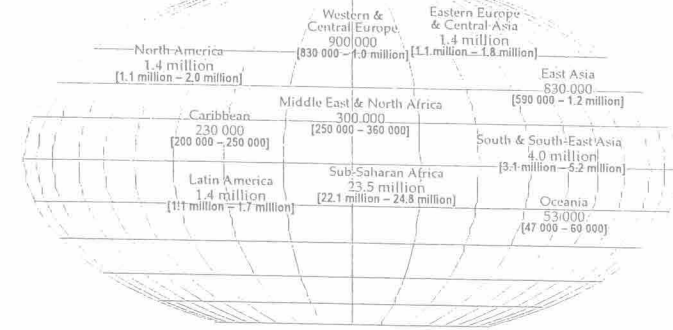 Western &
Central Europe
900 000
[830 000 – 1.0 million]
Eastern Europe
& Central Asia
1.4 million
[1.1 million – 1.8 million]
North America
1.4 million
[1.1 million – 2.0 million]
East Asia
830 000
[590 000 – 1.2 million]
Middle East & North Africa
300 000
[250 000 – 360 000]
Caribbean
230 000
[200 000 – 250 000]
South & South-East Asia
4.0 million
[3.1 million – 5.2 million]
Sub-Saharan Africa
23.5 million
[22.1 million – 24.8 million]
Latin America
1.4 million
[1.1 million – 1.7 million]
Oceania
53 000
[47 000 – 60 000]